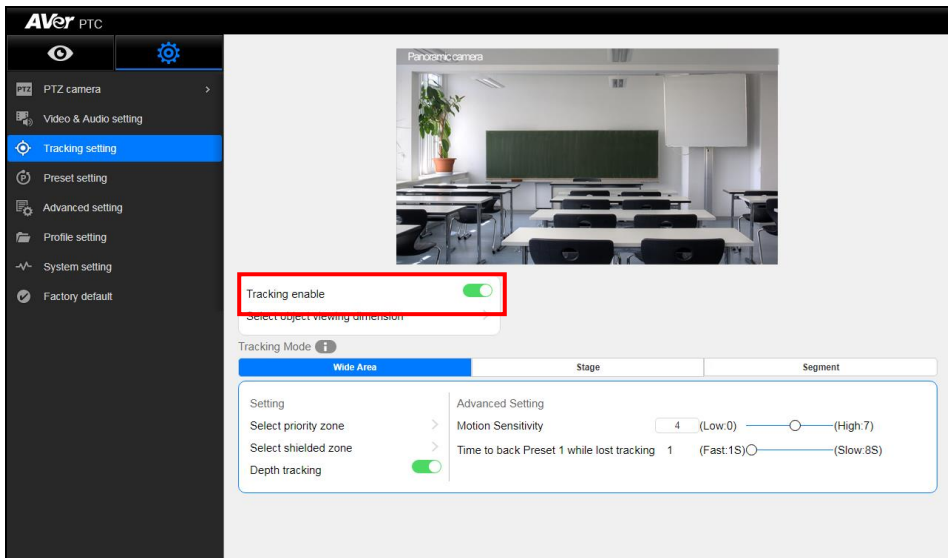 AVer PTC
PTZ PTZ camera
Video & Audio setting
Tracking setting
Preset setting
Advanced setting
Profile setting
System setting
Factory default
Panoramic camera
Tracking enable
Select object viewing dimension
Tracking Mode i
Wide Area Stage Segment
Setting Advanced Setting
Select priority zone Motion Sensitivity 4 (Low:0) (High:7)
Select shielded zone Time to back Preset 1 while lost tracking 1 (Fast:1S) (Slow:8S)
Depth tracking